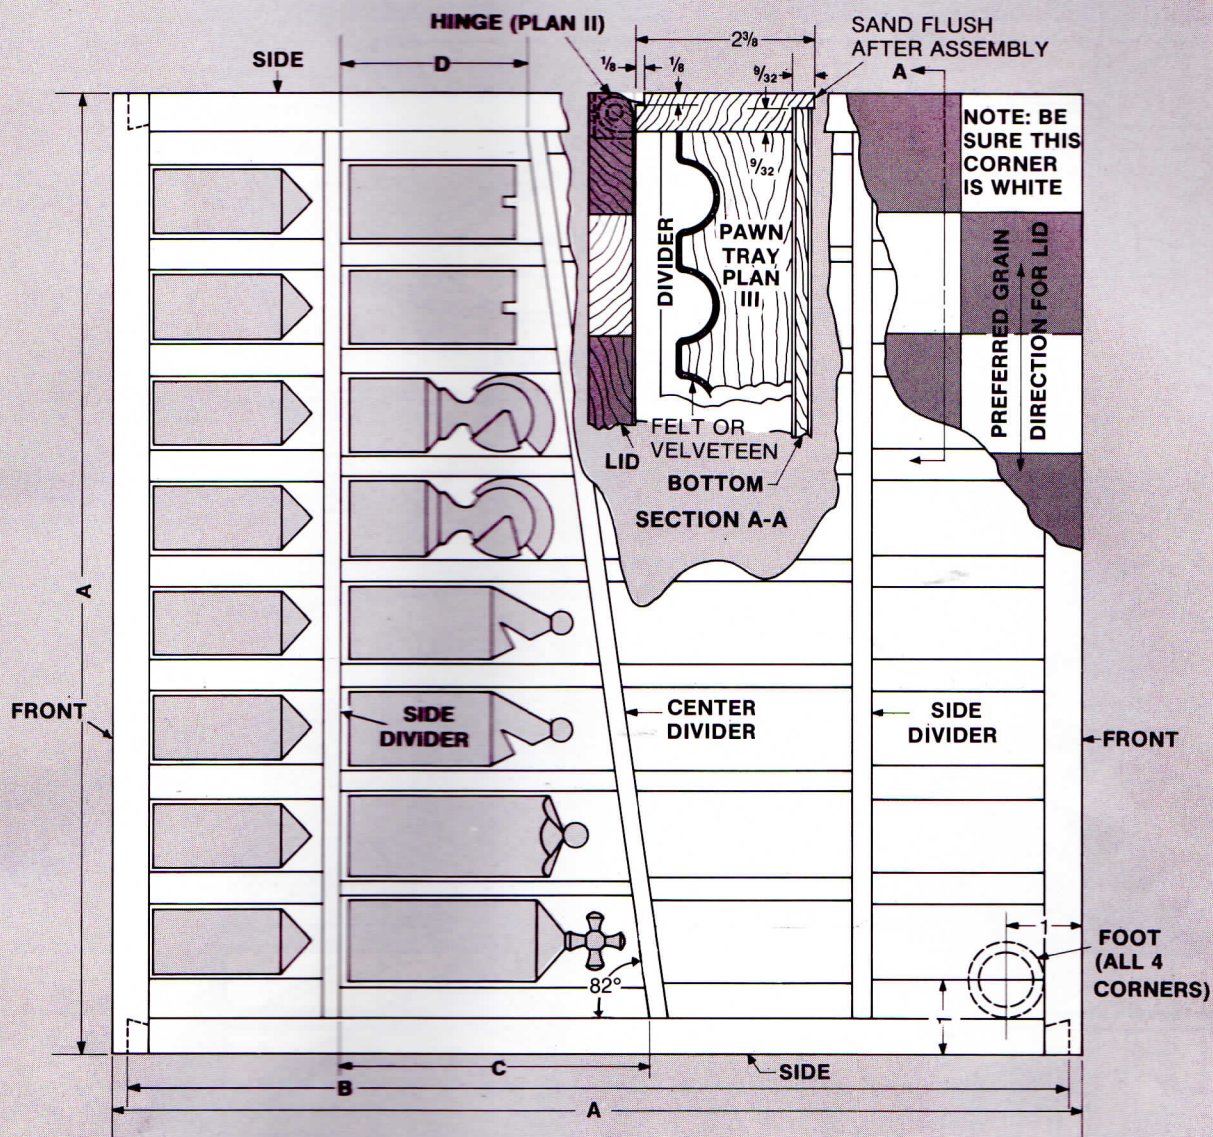 HINGE (PLAN II)
SAND FLUSH
AFTER ASSEMBLY
2⅜
SIDE
D
⅛
⅛
9/32
A
NOTE: BE
SURE THIS
CORNER
IS WHITE
9/32
DIVIDER
PAWN
TRAY
PLAN
III
PREFERRED GRAIN
DIRECTION FOR LID
FELT OR
VELVETEEN
LID
BOTTOM
SECTION A-A
A
A
FRONT
SIDE
DIVIDER
CENTER
DIVIDER
SIDE
DIVIDER
FRONT
1
FOOT
(ALL 4
CORNERS)
82°
1
C
SIDE
B
A